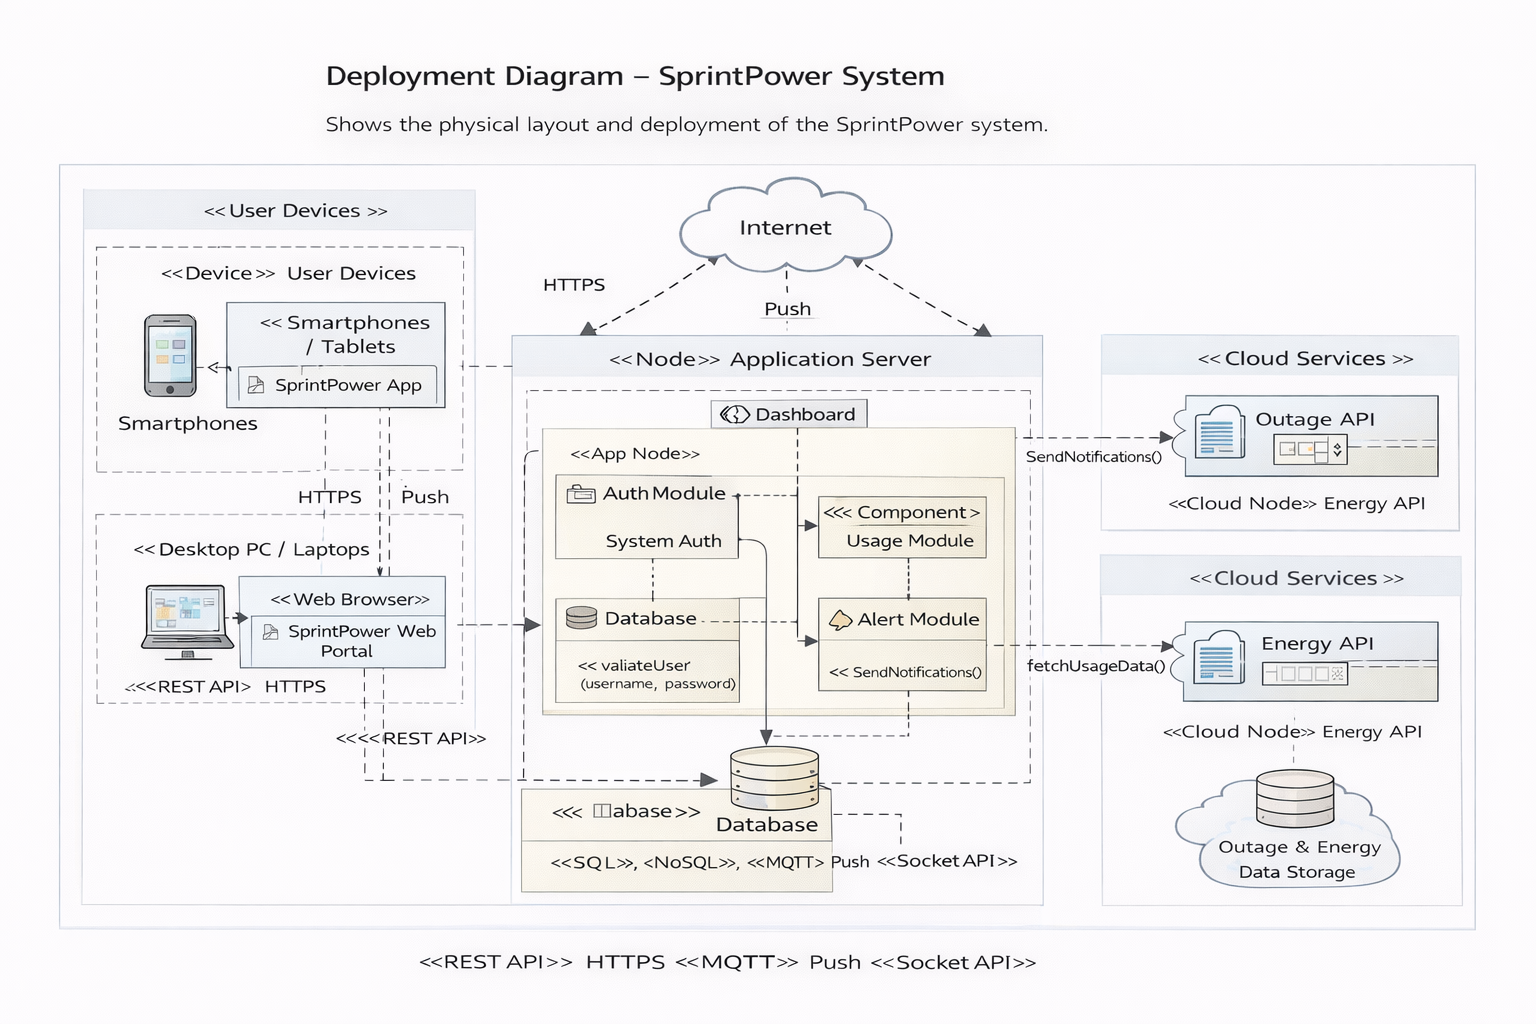 Deployment Diagram – SprintPower System
Shows the physical layout and deployment of the SprintPower system.
<<User Devices >>
<<Device>> User Devices
<< Smartphones
/ Tablets
SprintPower App
Smartphones
HTTPS
Push
<<Desktop PC / Laptops
<<Web Browser>>
SprintPower Web
Portal
<<<REST API> HTTPS
<<<<REST API>>
Internet
HTTPS
Push
<<Node>> Application Server
Dashboard
<<App Node>>
Auth Module
System Auth
<<< Component >
Usage Module
Database
<< valiateUser
(username, password)
Alert Module
<< SendNotifications()
<<< abase>>
Database
<<SQL>>, <NoSQL>>, <<MQTT> Push <<Socket API>>
SendNotifications()
fetchUsageData()
<<Cloud Services >>
Outage API
<<Cloud Node>> Energy API
<<Cloud Services >>
Energy API
<<Cloud Node>> Energy API
Outage & Energy
Data Storage
<<REST API>> HTTPS <<MQTT>> Push <<Socket API>>